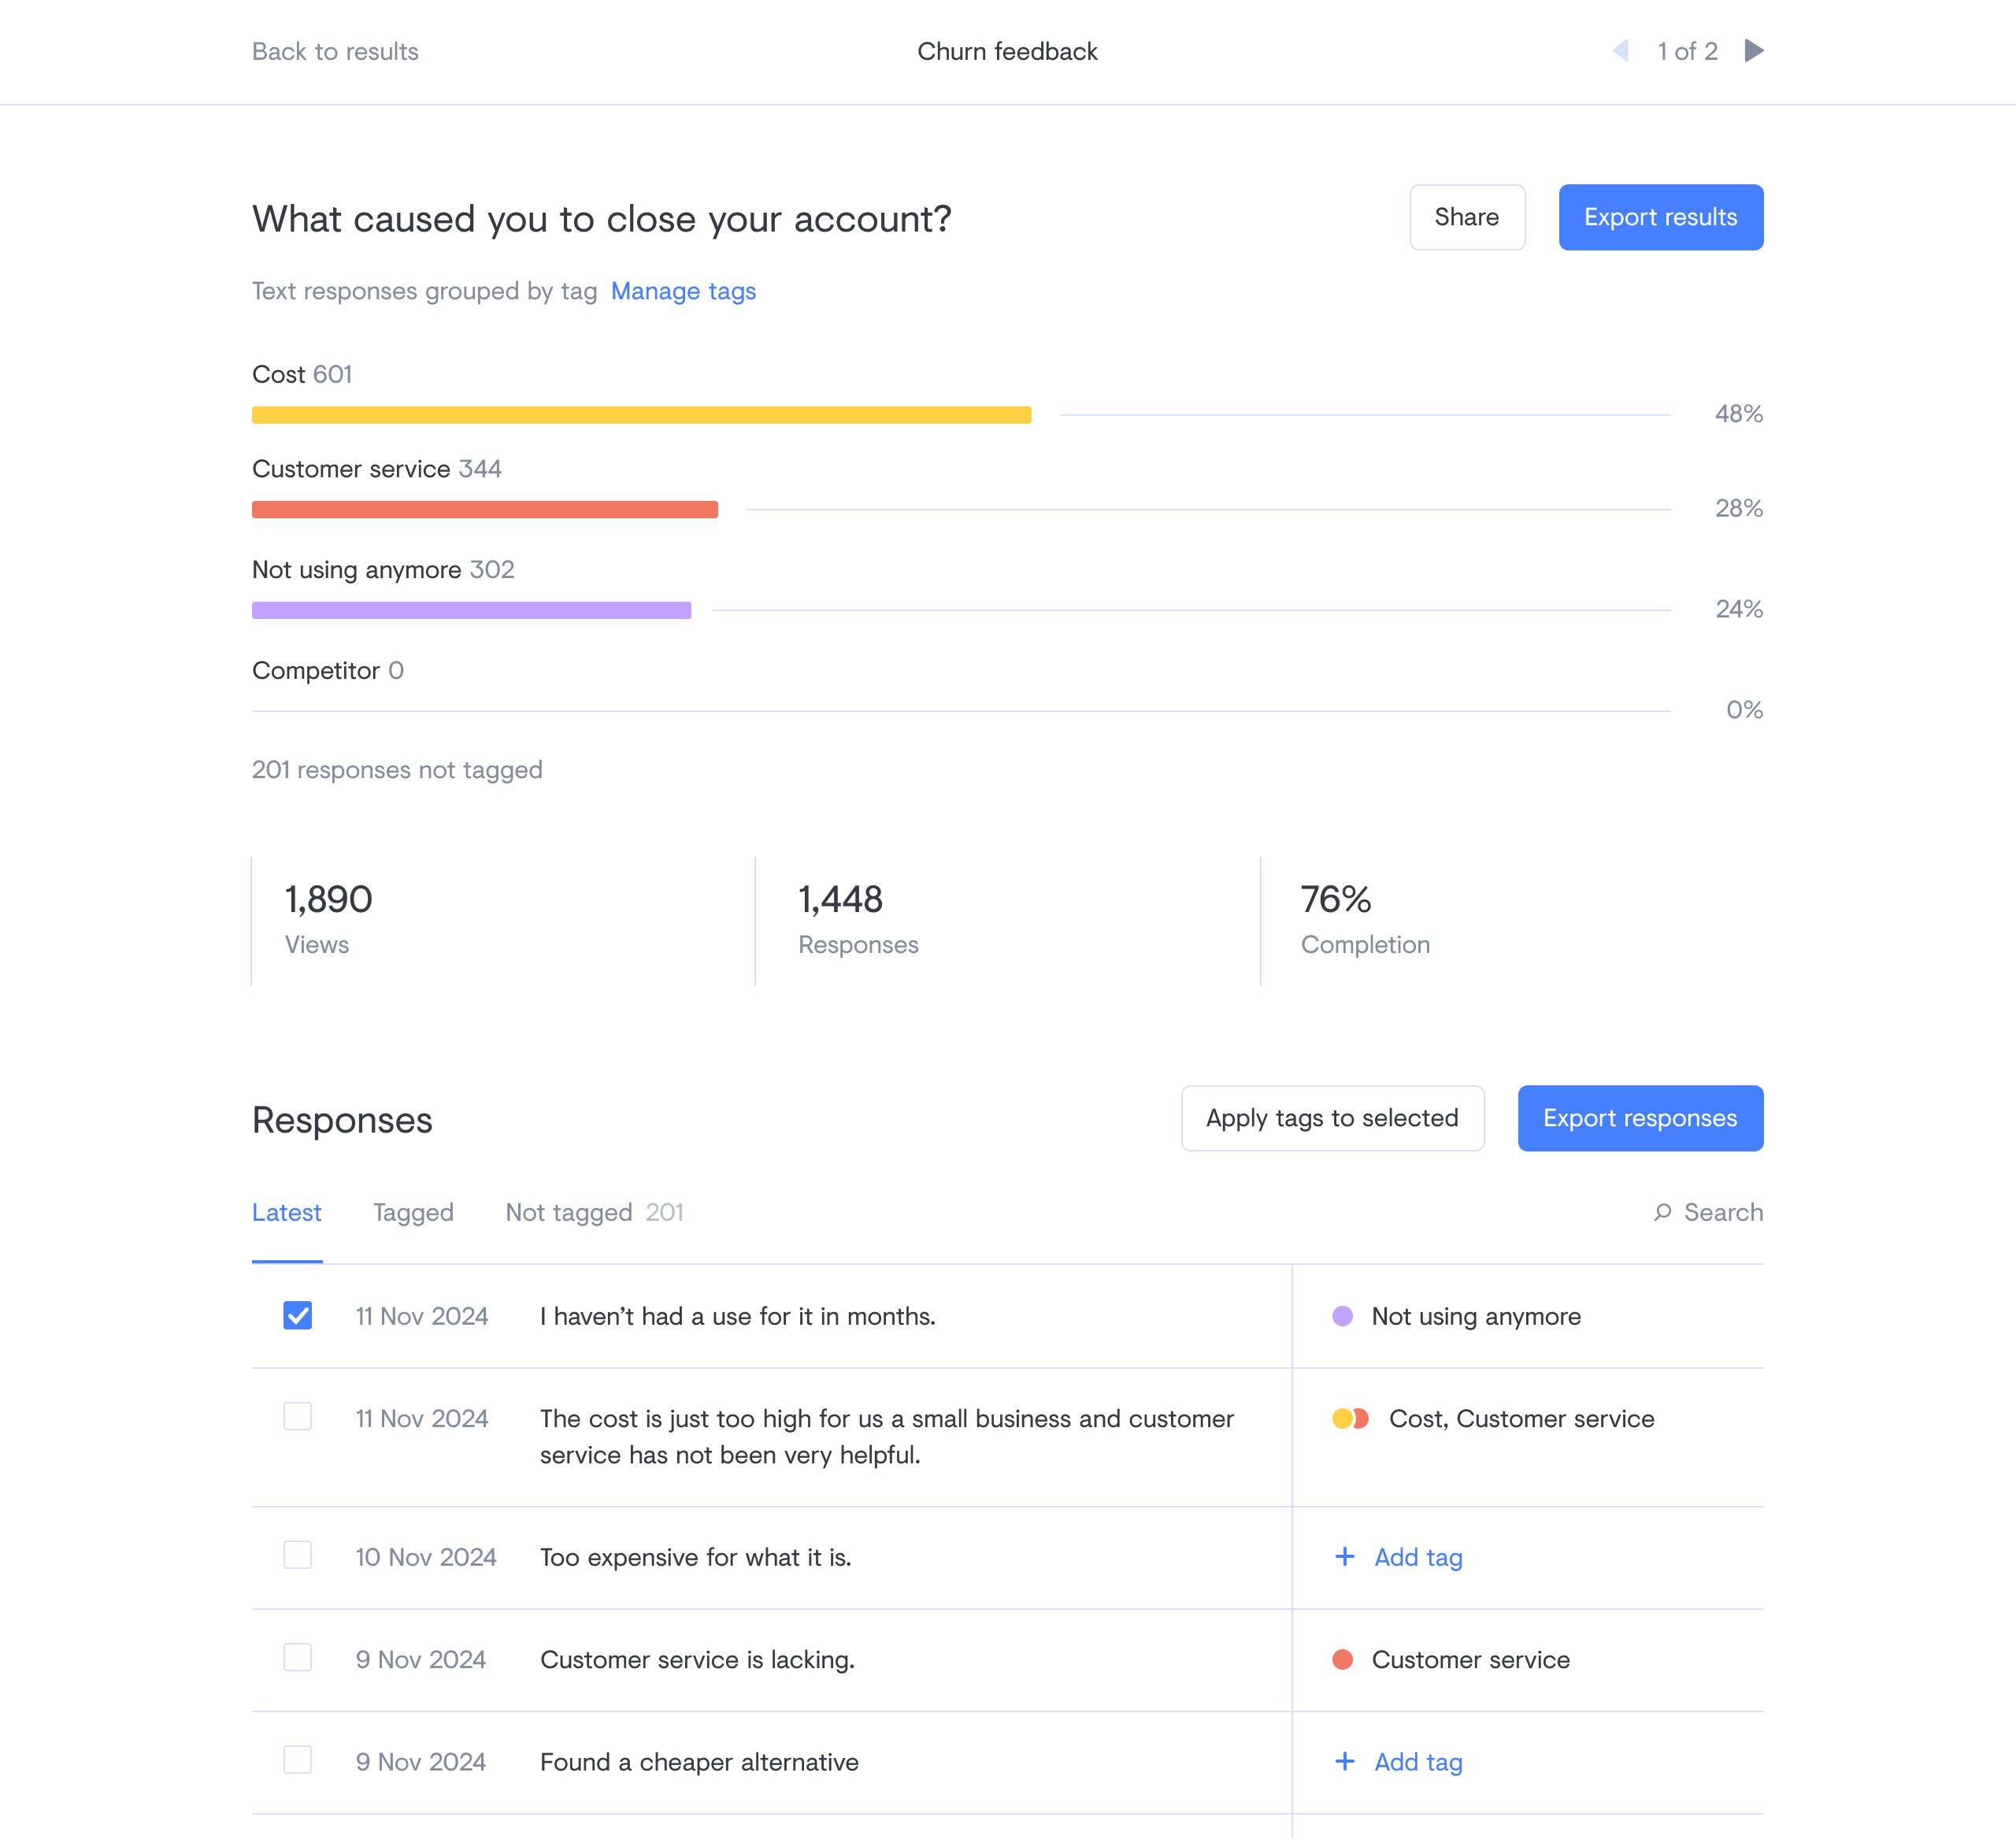 Back to results
Churn feedback
1 of 2
What caused you to close your account?
Share
Export results
Text responses grouped by tag Manage tags
Cost 601
48%
Customer service 344
28%
Not using anymore 302
24%
Competitor 0
0%
201 responses not tagged
1,890
Views
1,448
Responses
76%
Completion
Responses
Apply tags to selected
Export responses
Latest
Tagged
Not tagged 201
Search
11 Nov 2024
I haven’t had a use for it in months.
Not using anymore
11 Nov 2024
The cost is just too high for us a small business and customer
service has not been very helpful.
Cost, Customer service
10 Nov 2024
Too expensive for what it is.
+ Add tag
9 Nov 2024
Customer service is lacking.
Customer service
9 Nov 2024
Found a cheaper alternative
+ Add tag